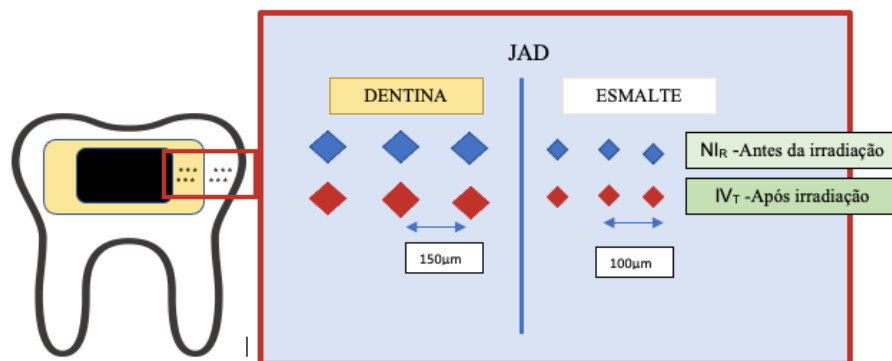 JAD
DENTINA
ESMALTE
NIR -Antes da irradiação
IVT -Após irradiação
150µm
100µm